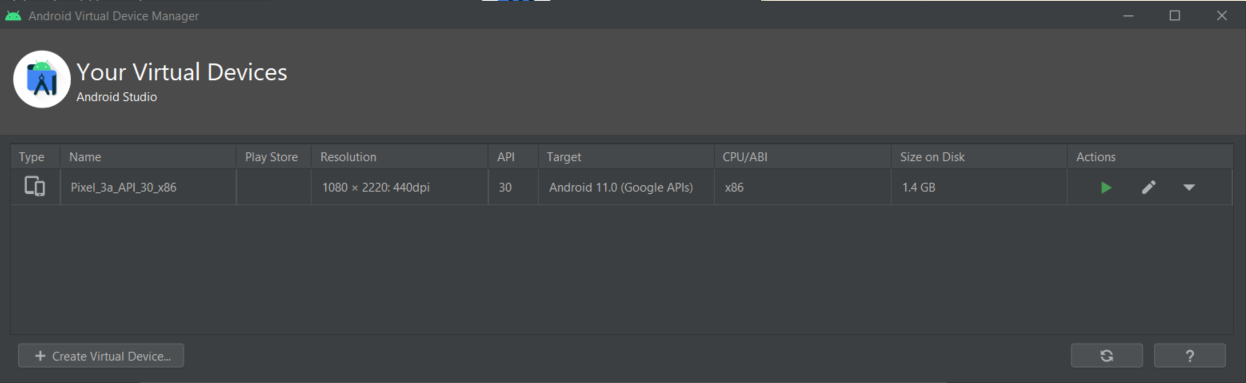 Android Virtual Device Manager
Your Virtual Devices
Android Studio
Type Name Play Store Resolution API Target CPU/ABI Size on Disk Actions
Pixel_3a_API_30_x86 1080 × 2220: 440dpi 30 Android 11.0 (Google APIs) x86 1.4 GB
+ Create Virtual Device... ?